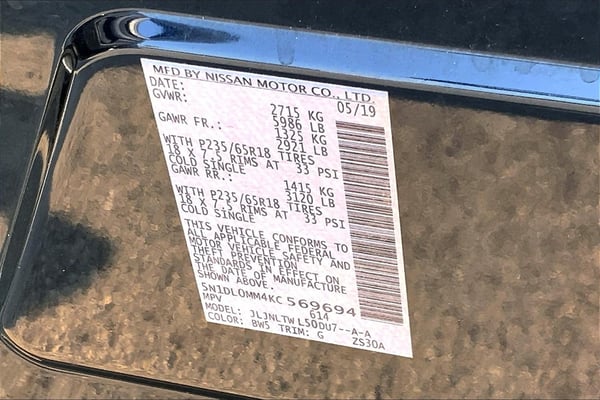 MFD BY NISSAN MOTOR CO., LTD.
DATE: 05/19
GVWR: 2715 KG
5986 LB
GAWR FR.: 1325 KG
2921 LB
WITH P235/65R18 TIRES
18 X 7.5 RIMS AT 33 PSI
COLD SINGLE
GAWR RR.: 1415 KG
3120 LB
WITH P235/65R18 TIRES
18 X 7.5 RIMS AT 33 PSI
COLD SINGLE
THIS VEHICLE CONFORMS TO
ALL APPLICABLE FEDERAL
MOTOR VEHICLE SAFETY AND
THEFT PREVENTION
STANDARDS IN EFFECT ON
THE DATE OF MANUFACTURE
SHOWN ABOVE.
5N1DL0MM4KC569694
MPV 614
MODEL: JLJNLTWL50DU7--A-A
COLOR: BW5 TRIM: G ZS30A